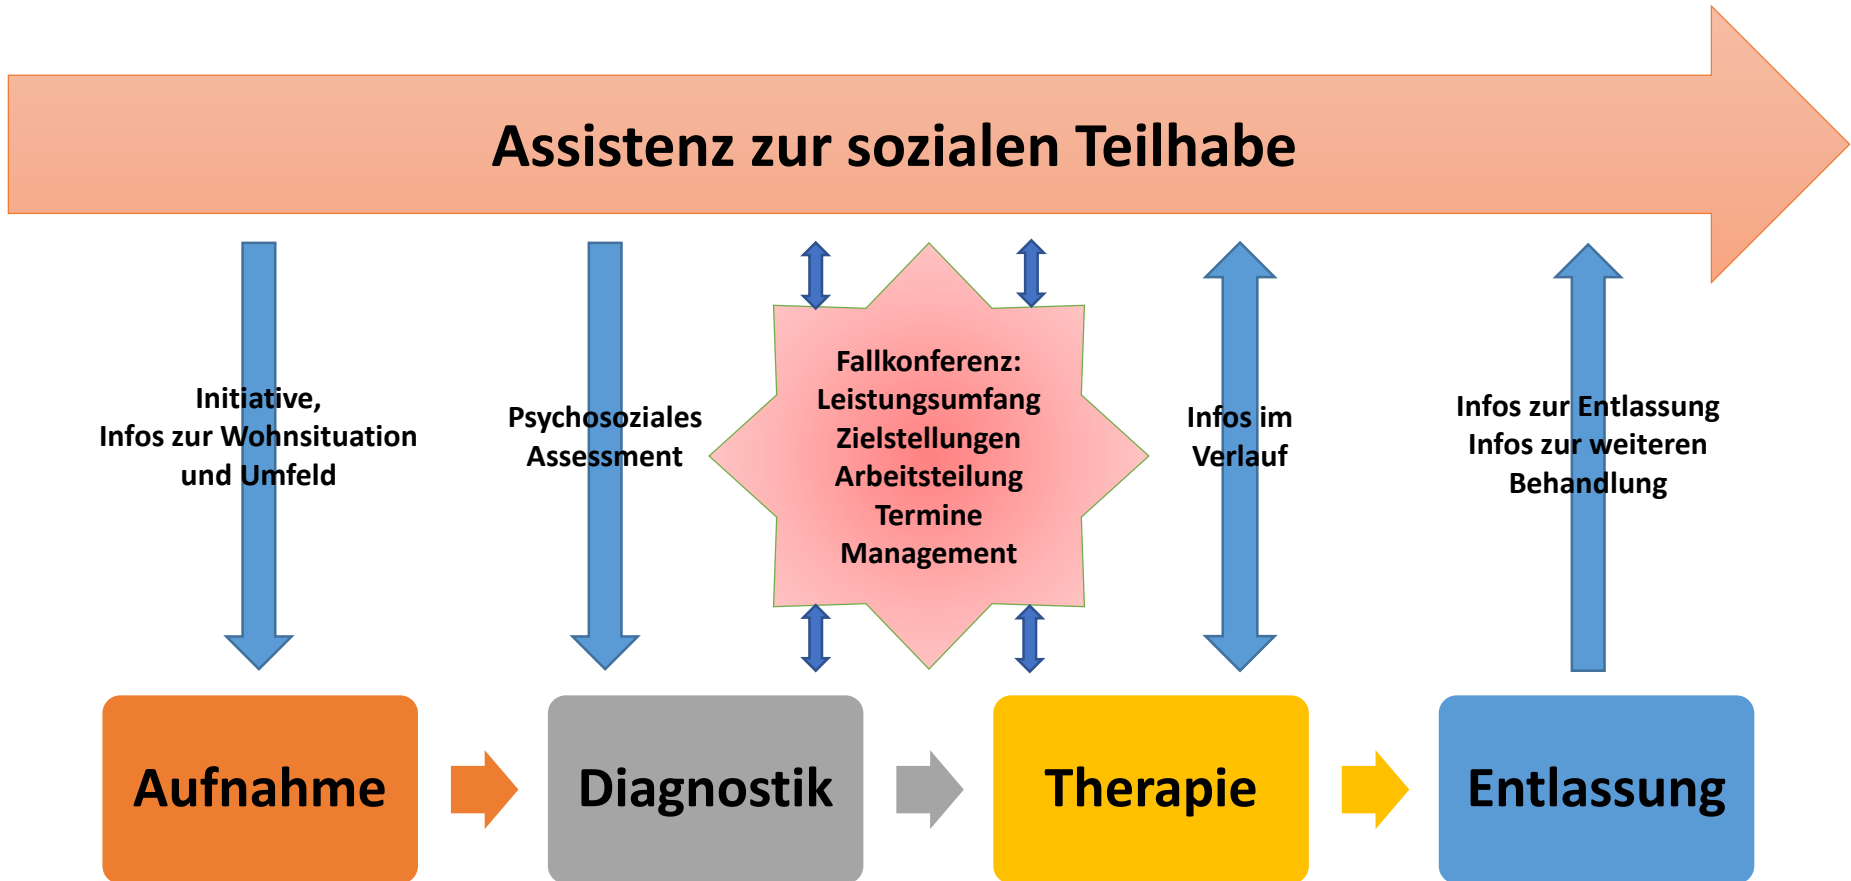 Assistenz zur sozialen Teilhabe
Initiative,
Infos zur Wohnsituation
und Umfeld
Psychosoziales
Assessment
Fallkonferenz:
Leistungsumfang
Zielstellungen
Arbeitsteilung
Termine
Management
Infos im
Verlauf
Infos zur Entlassung
Infos zur weiteren
Behandlung
Aufnahme
Diagnostik
Therapie
Entlassung